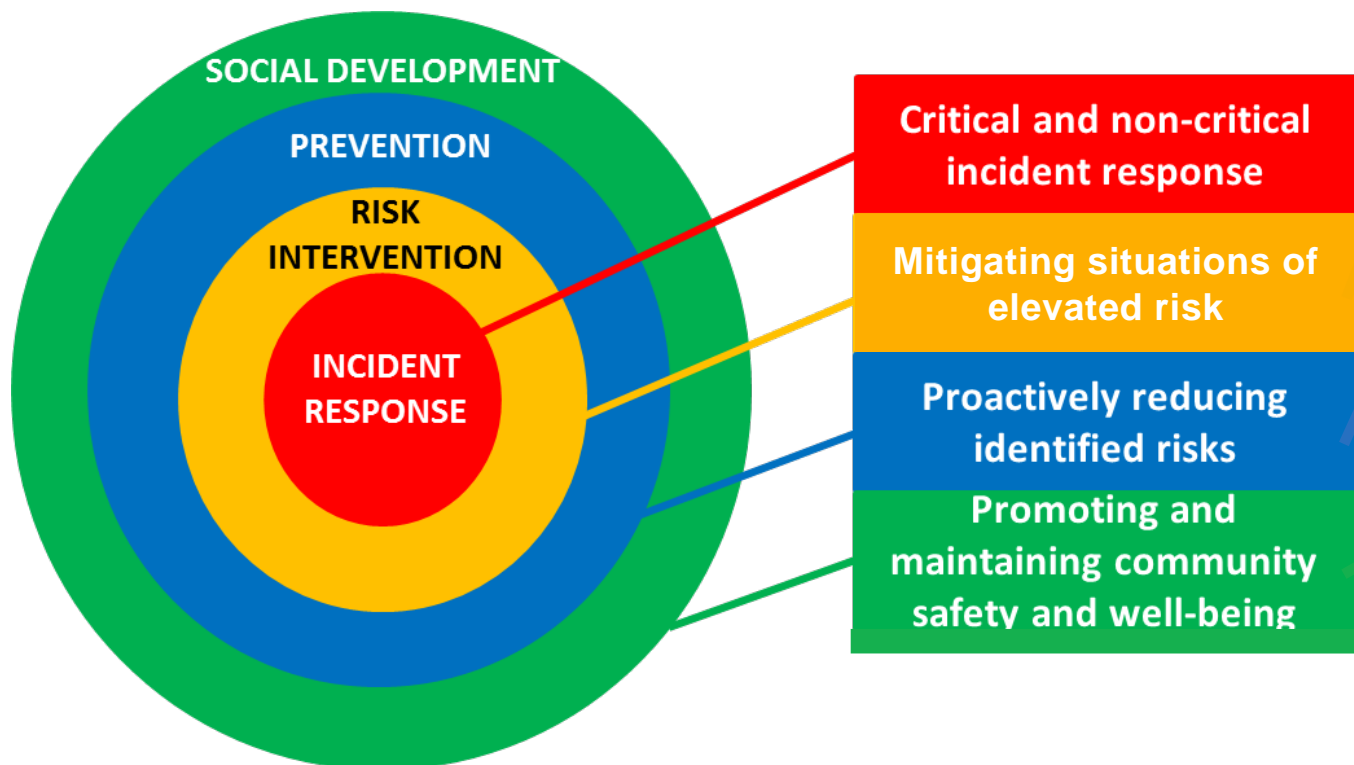 SOCIAL DEVELOPMENT
PREVENTION
RISK
INTERVENTION
INCIDENT
RESPONSE
Critical and non-critical
incident response
Mitigating situations of
elevated risk
Proactively reducing
identified risks
Promoting and
maintaining community
safety and well-being